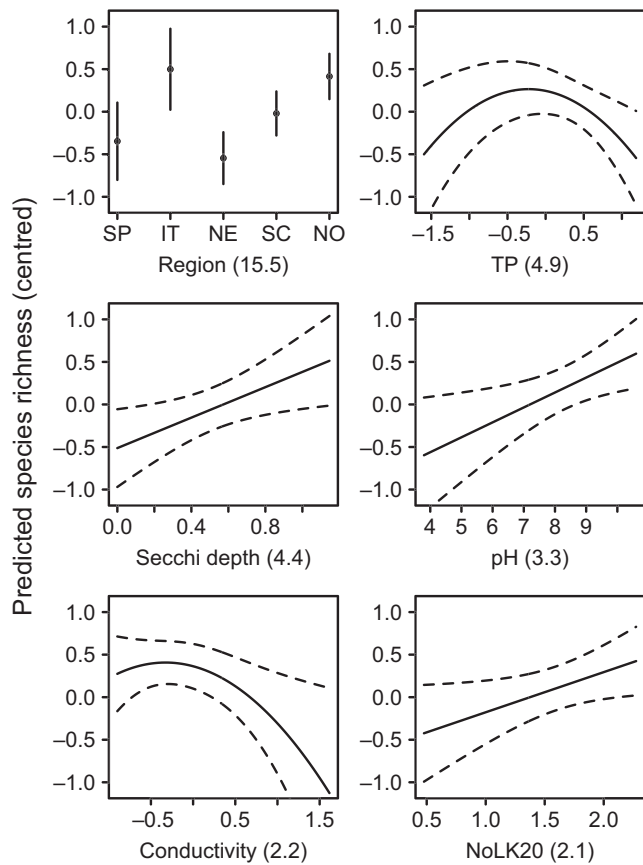 Predicted species richness (centred)
1.0
0.5
0.0
–0.5
–1.0
SP IT NE SC NO
Region (15.5)
1.0
0.5
0.0
–0.5
–1.0
–1.5 –0.5 0.5
TP (4.9)
1.0
0.5
0.0
–0.5
–1.0
0.0 0.4 0.8
Secchi depth (4.4)
1.0
0.5
0.0
–0.5
–1.0
4 5 6 7 8 9
pH (3.3)
1.0
0.5
0.0
–0.5
–1.0
–0.5 0.5 1.5
Conductivity (2.2)
1.0
0.5
0.0
–0.5
–1.0
0.5 1.0 1.5 2.0
NoLK20 (2.1)